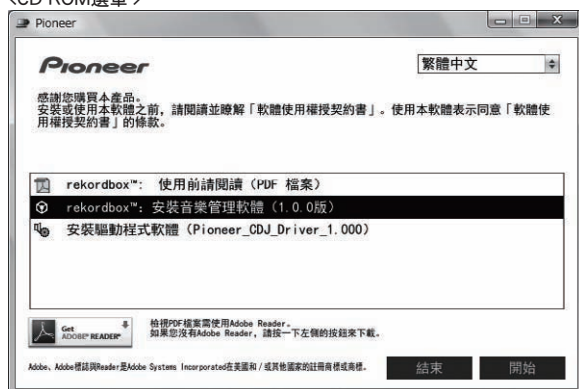 <CD-ROM選單>
Pioneer
Pioneer
繁體中文
感謝您購買本產品。
安裝或使用本軟體之前，請閱讀並瞭解「軟體使用權授契約書」。使用本軟體表示同意「軟體使
用權授契約書」的條款。
rekordbox™: 使用前請閱讀（PDF 檔案）
rekordbox™: 安裝音樂管理軟體（1.0.0版）
安裝驅動程式軟體（Pioneer_CDJ_Driver_1.000）
Get
ADOBE® READER®
檢視PDF檔案需使用Adobe Reader。
如果您沒有Adobe Reader，請按一下左側的按鈕來下載。
Adobe、Adobe標誌與Reader是Adobe Systems Incorporated在美國和／或其他國家的註冊商標或商標。
結束
開始